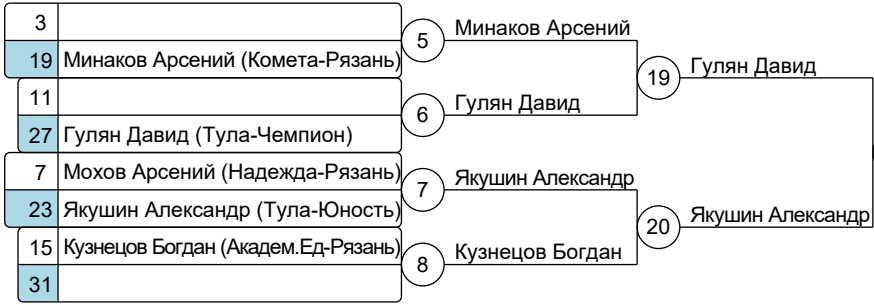 3
19 Минаков Арсений (Комета-Рязань)
11
27 Гулян Давид (Тула-Чемпион)
7 Мохов Арсений (Надежда-Рязань)
23 Якушин Александр (Тула-Юность)
15 Кузнецов Богдан (Академ.Ед-Рязань)
31
5 Минаков Арсений
6 Гулян Давид
7 Якушин Александр
8 Кузнецов Богдан
19 Гулян Давид
20 Якушин Александр